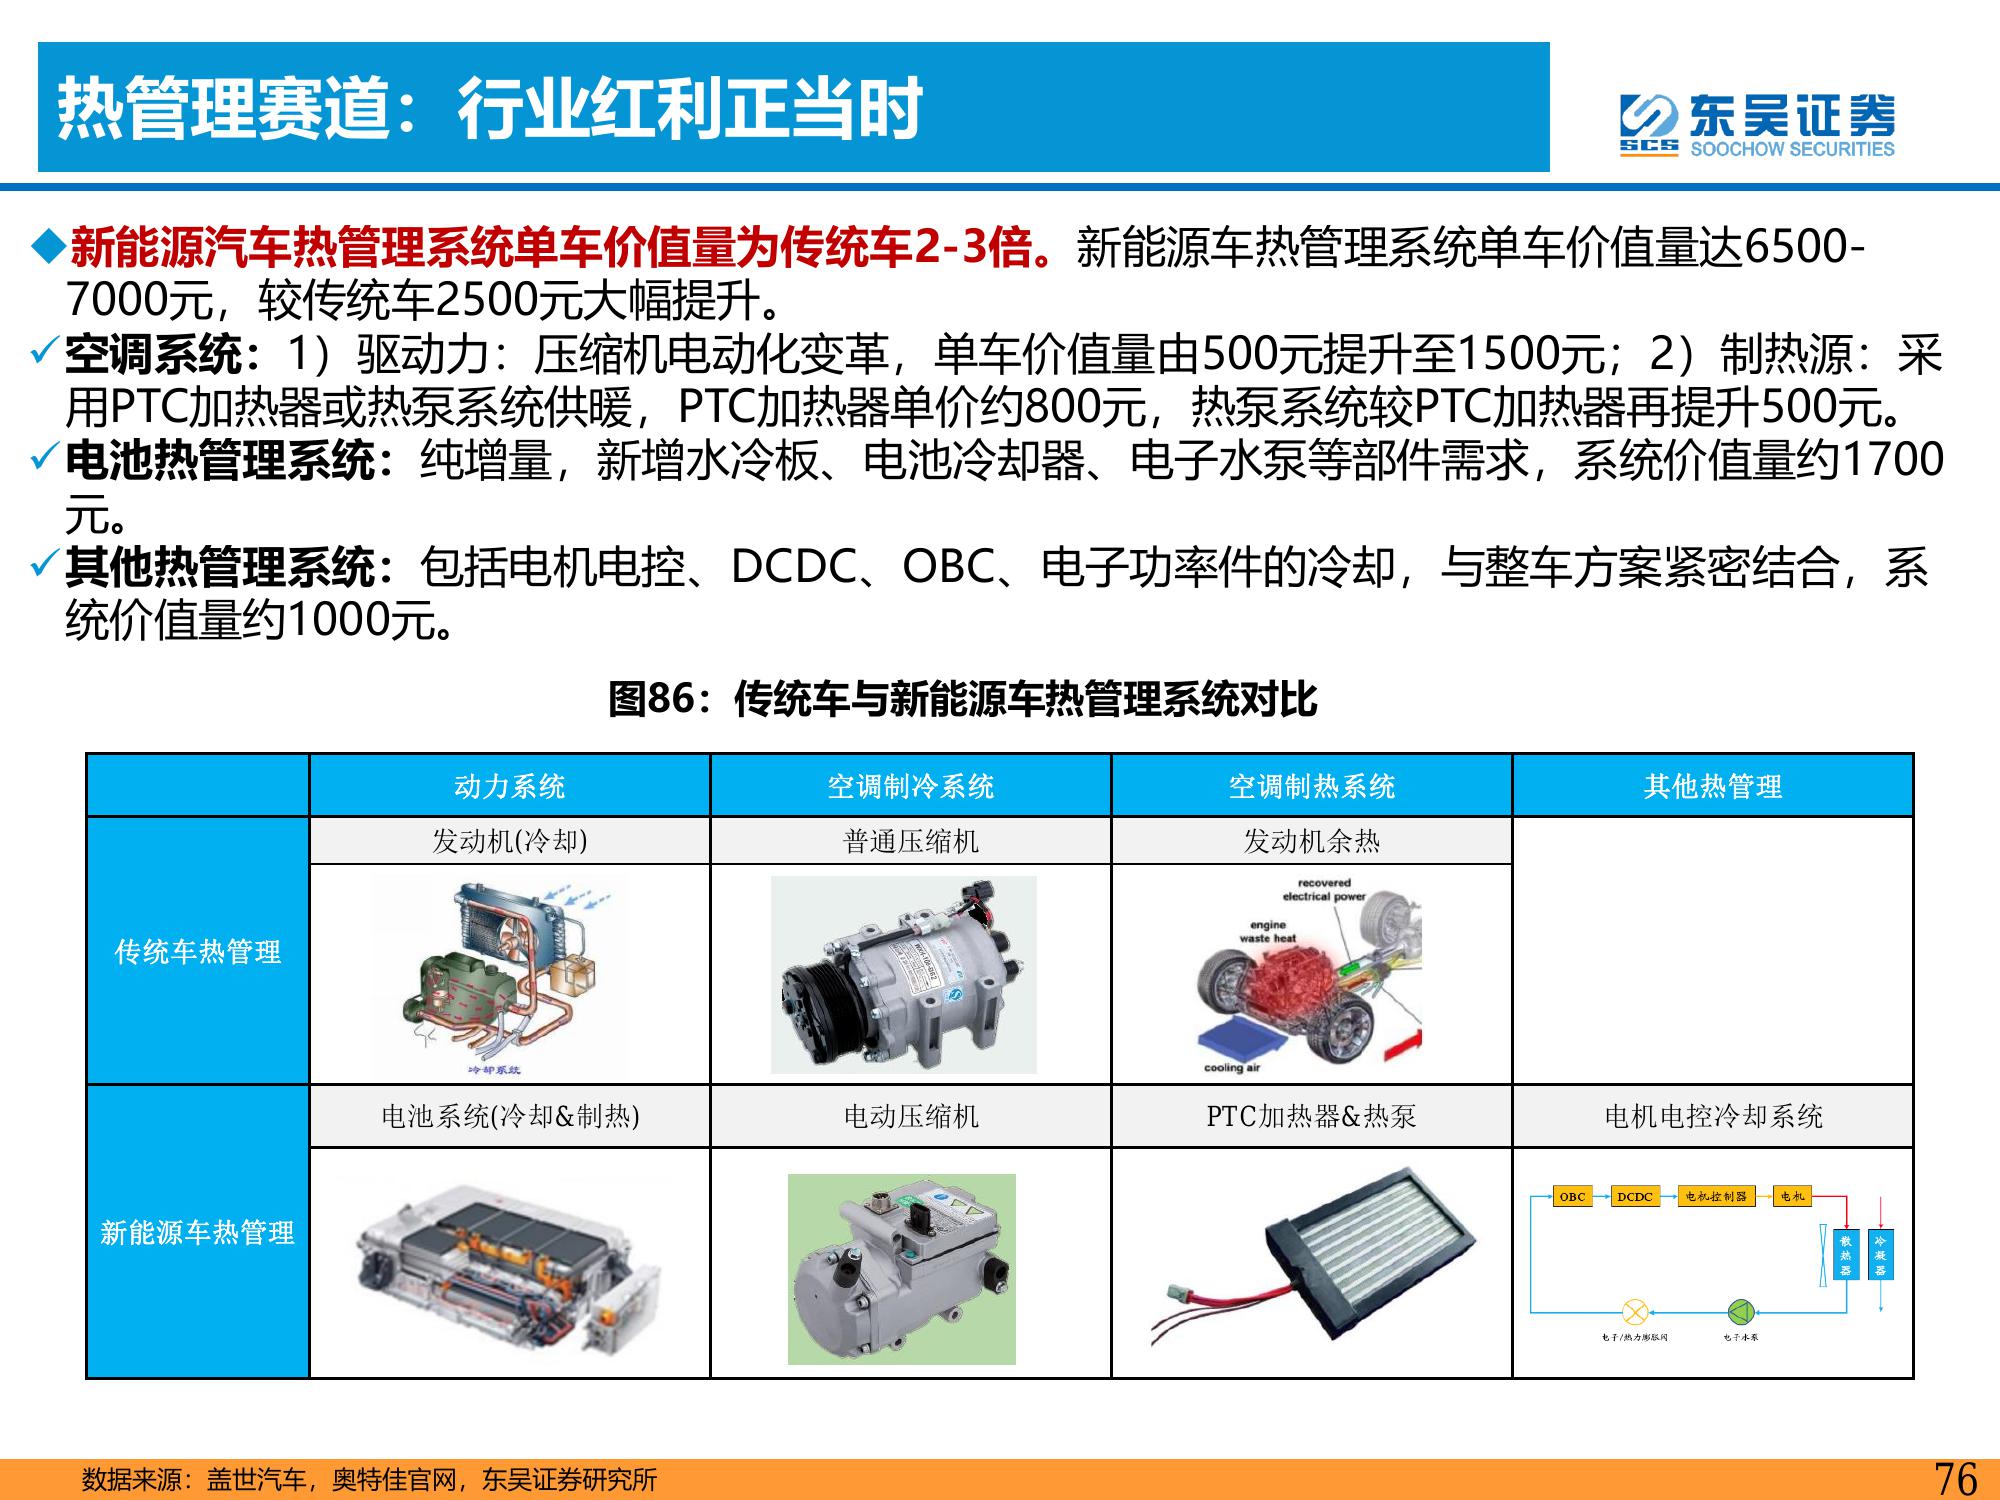 热管理赛道：行业红利正当时
东吴证券
SCS
SOOCHOW SECURITIES
◆新能源汽车热管理系统单车价值量为传统车2-3倍。新能源车热管理系统单车价值量达6500-
7000元，较传统车2500元大幅提升。
✓空调系统：1）驱动力：压缩机电动化变革，单车价值量由500元提升至1500元；2）制热源：采
用PTC加热器或热泵系统供暖，PTC加热器单价约800元，热泵系统较PTC加热器再提升500元。
✓电池热管理系统：纯增量，新增水冷板、电池冷却器、电子水泵等部件需求，系统价值量约1700
元。
✓其他热管理系统：包括电机电控、DCDC、OBC、电子功率件的冷却，与整车方案紧密结合，系
统价值量约1000元。
图86：传统车与新能源车热管理系统对比
动力系统 空调制冷系统 空调制热系统 其他热管理
传统车热管理
发动机(冷却) 普通压缩机 发动机余热
冷却系统
recovered
electrical power
engine
waste heat
cooling air
新能源车热管理
电池系统(冷却&制热) 电动压缩机 PTC加热器&热泵 电机电控冷却系统
OBC DCDC 电机控制器 电机
散热器
冷凝器
电子/热力膨胀阀 电子水泵
数据来源：盖世汽车，奥特佳官网，东吴证券研究所
76